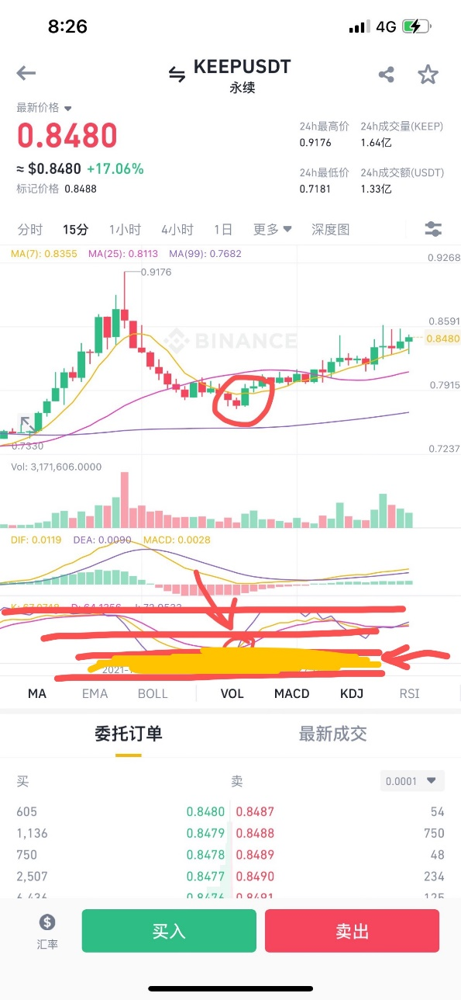 8:26
4G
KEEPUSDT
永续
最新价格
0.8480
≈ $0.8480 +17.06%
标记价格 0.8488
24h最高价 24h成交量(KEEP)
0.9176 1.64亿
24h最低价 24h成交额(USDT)
0.7181 1.33亿
分时 15分 1小时 4小时 1日 更多 深度图
MA(7): 0.8355 MA(25): 0.8113 MA(99): 0.7682
0.9268
0.9176
0.8591
0.8480
BINANCE
0.7915
0.7330
0.7237
Vol: 3,171,606.0000
DIF: 0.0119 DEA: 0.0090 MACD: 0.0028
2021-
MA EMA BOLL VOL MACD KDJ RSI
委托订单 最新成交
买 卖 0.0001
605 0.8480 0.8487 54
1,136 0.8479 0.8488 750
750 0.8478 0.8489 48
2,507 0.8477 0.8490 234
6,436 0.8476 0.8491 125
$
汇率
买入 卖出